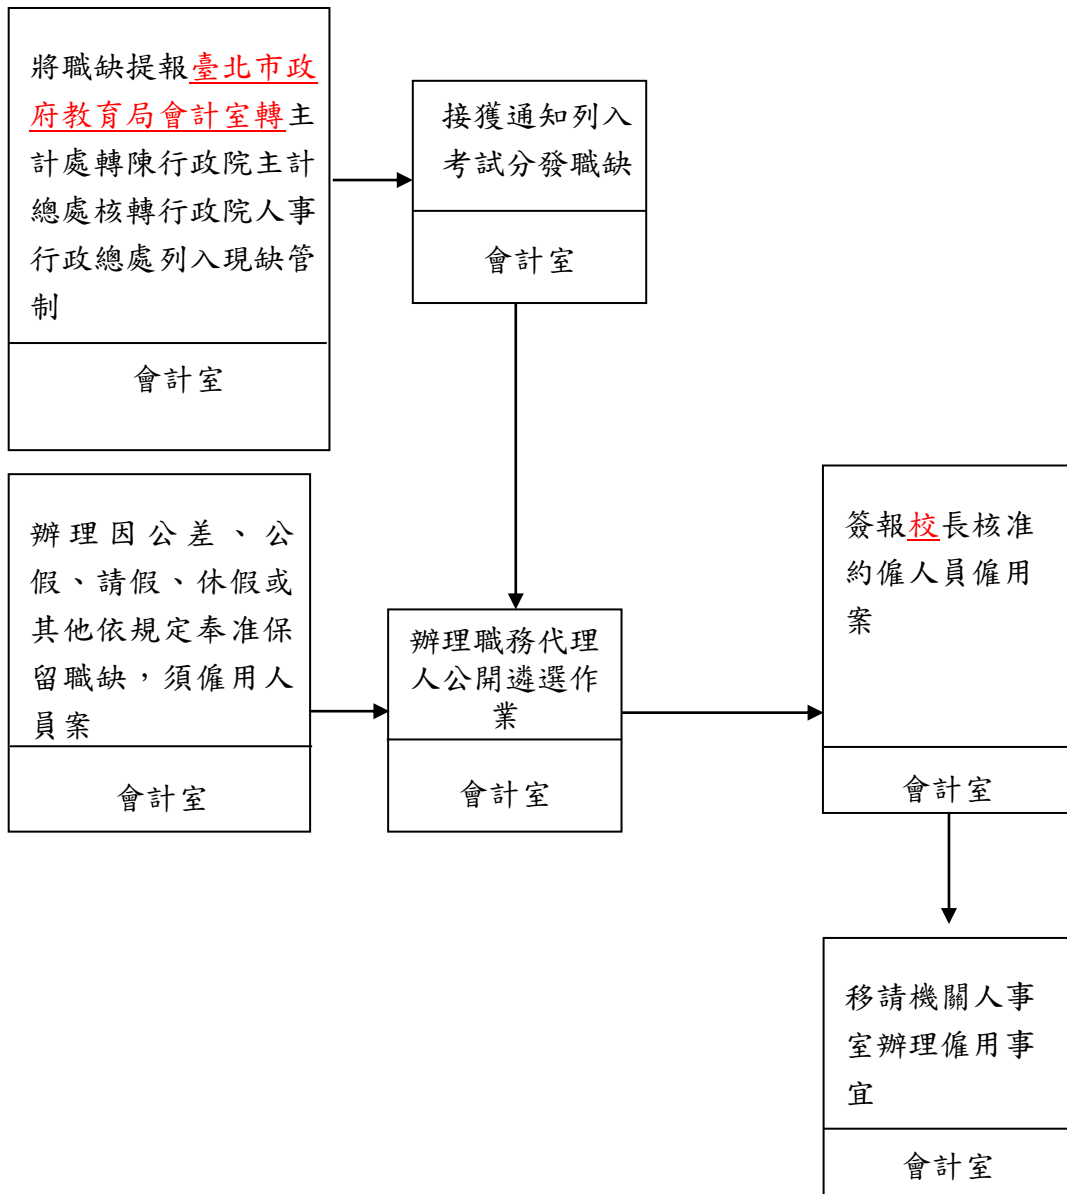 將職缺提報臺北市政
府教育局會計室轉主
計處轉陳行政院主計
總處核轉行政院人事
行政總處列入現缺管
制
會計室
接獲通知列入
考試分發職缺
會計室
辦理因公差、公
假、請假、休假或
其他依規定奉准保
留職缺，須僱用人
員案
會計室
辦理職務代理
人公開遴選作
業
會計室
簽報校長核准
約僱人員僱用
案
會計室
移請機關人事
室辦理僱用事
宜
會計室